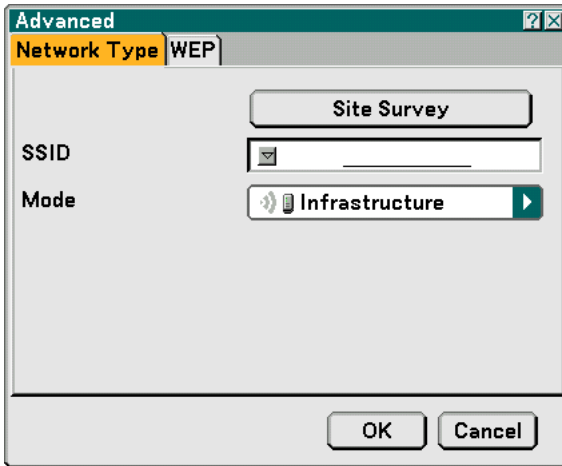 Advanced
Network Type WEP
Site Survey
SSID
Mode Infrastructure
OK Cancel